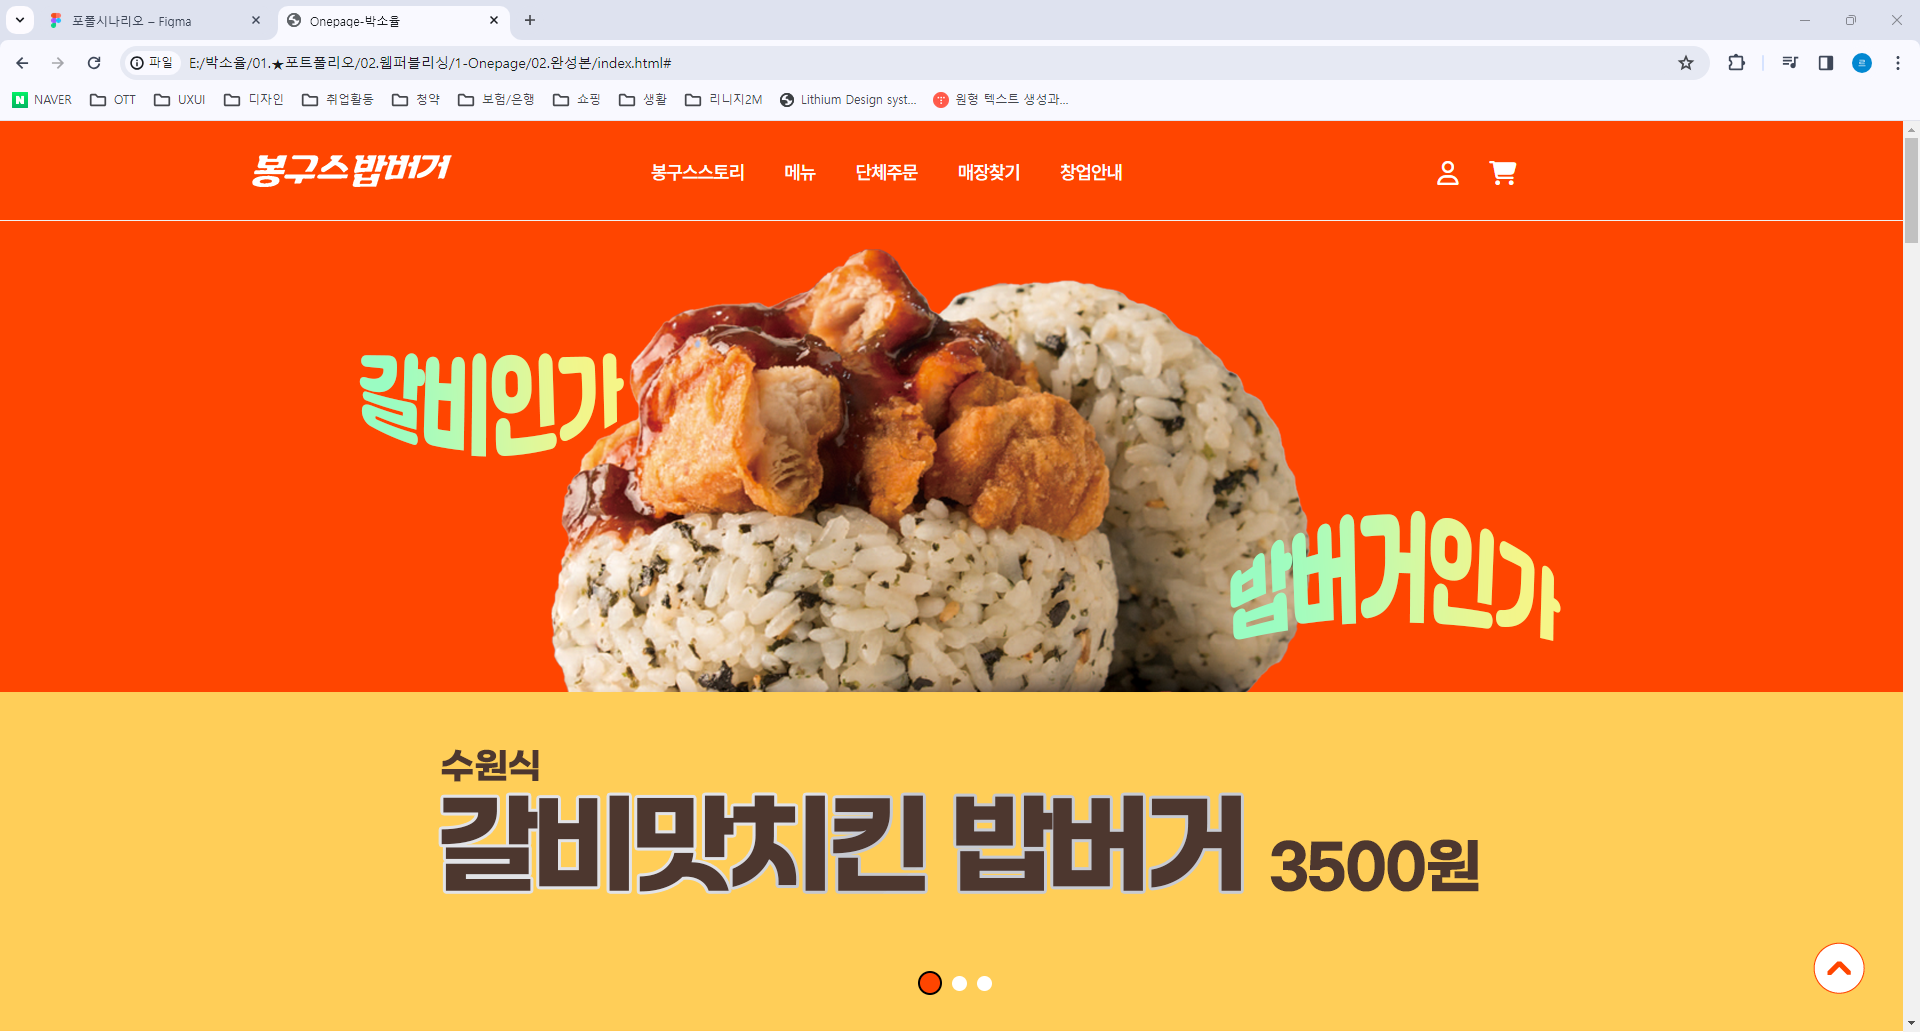 포폴시나리오 – Figma
Onepage-박소율
파일 E:/박소율/01.★포트폴리오/02.웹퍼블리싱/1-Onepage/02.완성본/index.html#
NAVER OTT UXUI 디자인 취업활동 청약 보험/은행 쇼핑 생활 리니지2M Lithium Design syst... 원형 텍스트 생성과...
봉구스밥버거 봉구스스토리 메뉴 단체주문 매장찾기 창업안내
갈비인가
밥버거인가
수원식
갈비맛치킨 밥버거 3500원